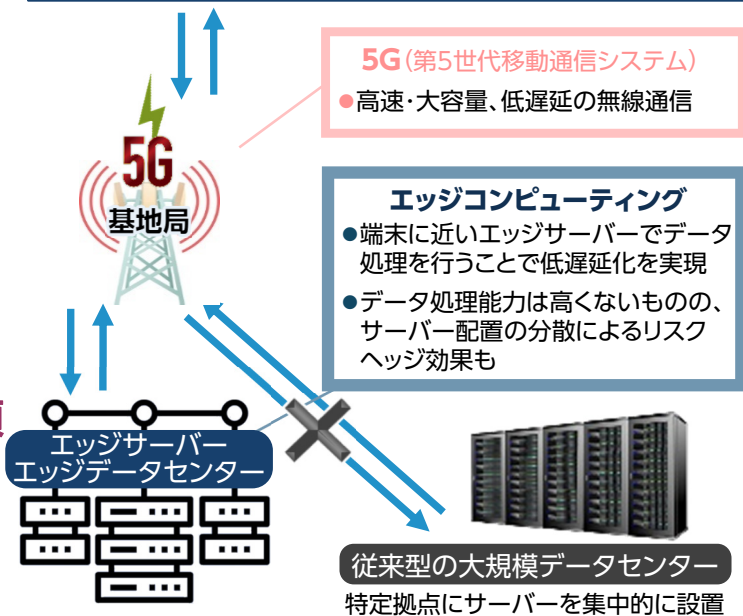 5G(第5世代移動通信システム)
●高速・大容量、低遅延の無線通信
5G
基地局
エッジコンピューティング
●端末に近いエッジサーバーでデータ
処理を行うことで低遅延化を実現
●データ処理能力は高くないものの、
サーバー配置の分散によるリスク
ヘッジ効果も
エッジサーバー
エッジデータセンター
従来型の大規模データセンター
特定拠点にサーバーを集中的に設置